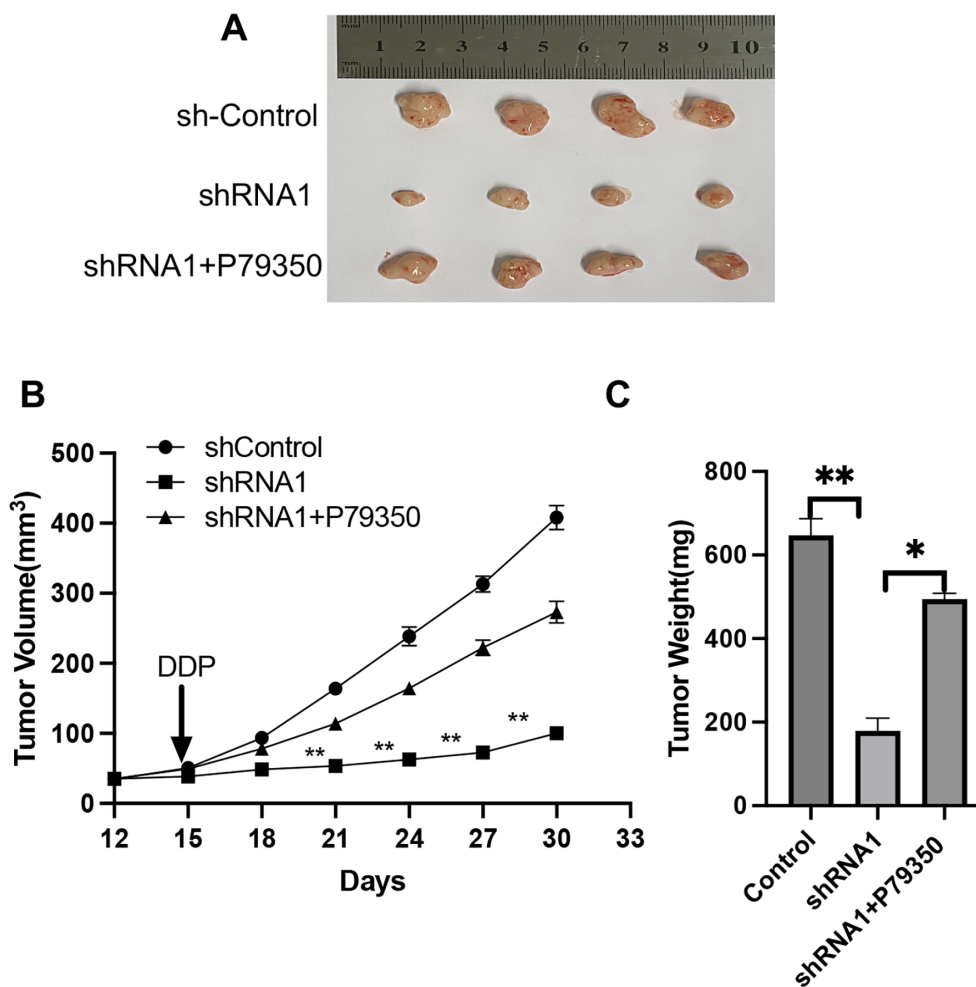 A
1 2 3 4 5 6 7 8 9 10
sh-Control
shRNA1
shRNA1+P79350
B
shControl
shRNA1
shRNA1+P79350
Tumor Volume(mm³)
500
400
300
200
100
0
DDP
**
**
**
**
12 15 18 21 24 27 30 33
Days
C
Tumor Weight(mg)
800
600
400
200
0
**
*
Control
shRNA1
shRNA1+P79350